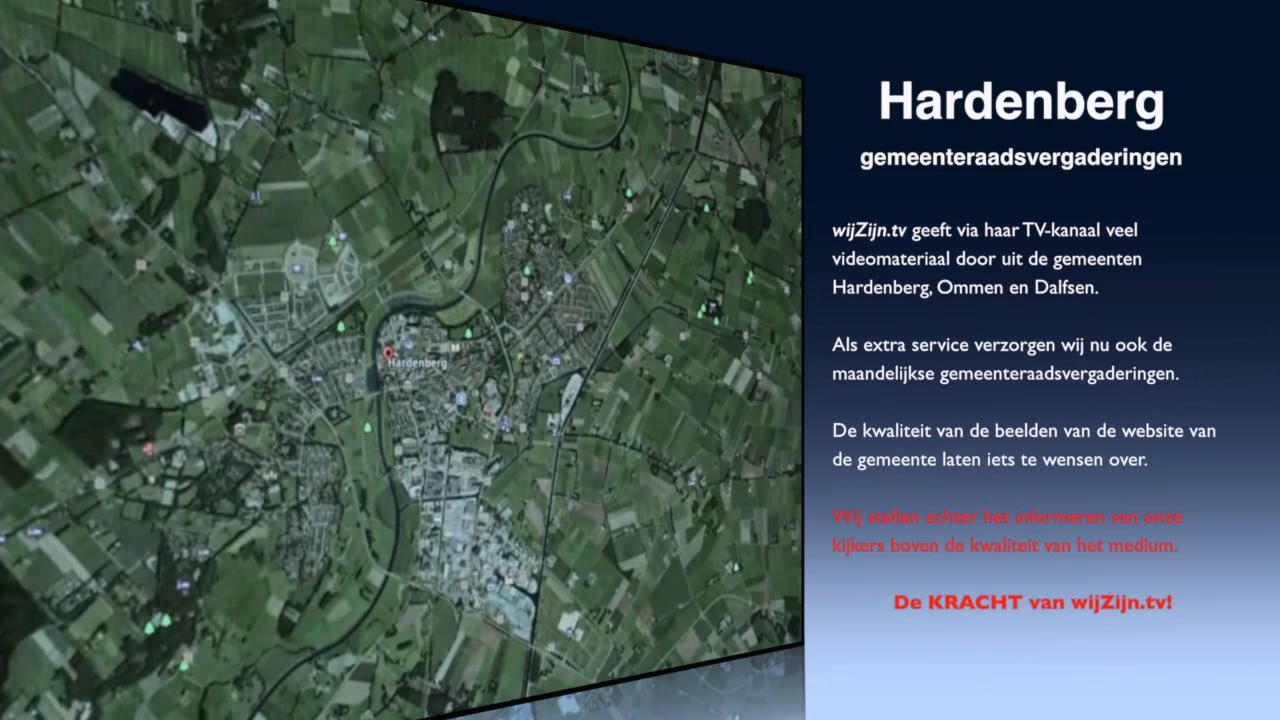 Hardenberg
gemeenteraadsvergaderingen
wijZijn.tv geeft via haar TV-kanaal veel
videomateriaal door uit de gemeenten
Hardenberg, Ommen en Dalfsen.
Als extra service verzorgen wij nu ook de
maandelijkse gemeenteraadsvergaderingen.
De kwaliteit van de beelden van de website van
de gemeente laten iets te wensen over.
Wij stellen echter het informeren van onze
kijkers boven de kwaliteit van het medium.
De KRACHT van wijZijn.tv!
Hardenberg